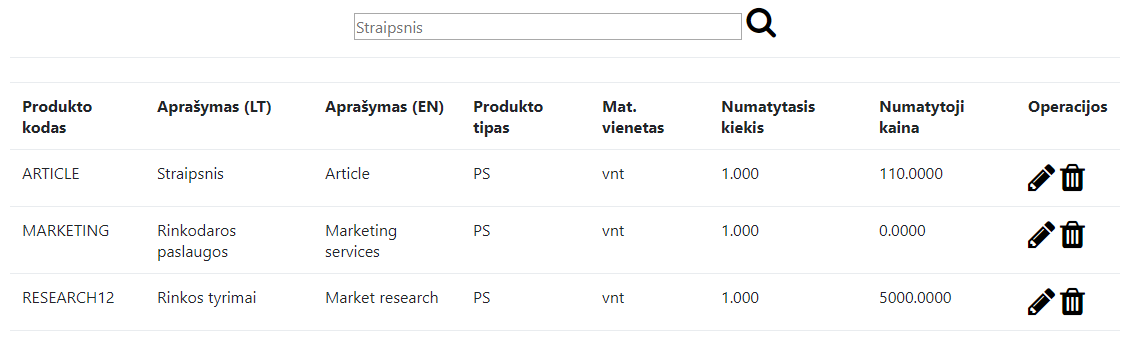 Straipsnis
Produkto kodas Aprašymas (LT) Aprašymas (EN) Produkto tipas Mat. vienetas Numatytasis kiekis Numatytoji kaina Operacijos
ARTICLE Straipsnis Article PS vnt 1.000 110.0000
MARKETING Rinkodaros paslaugos Marketing services PS vnt 1.000 0.0000
RESEARCH12 Rinkos tyrimai Market research PS vnt 1.000 5000.0000